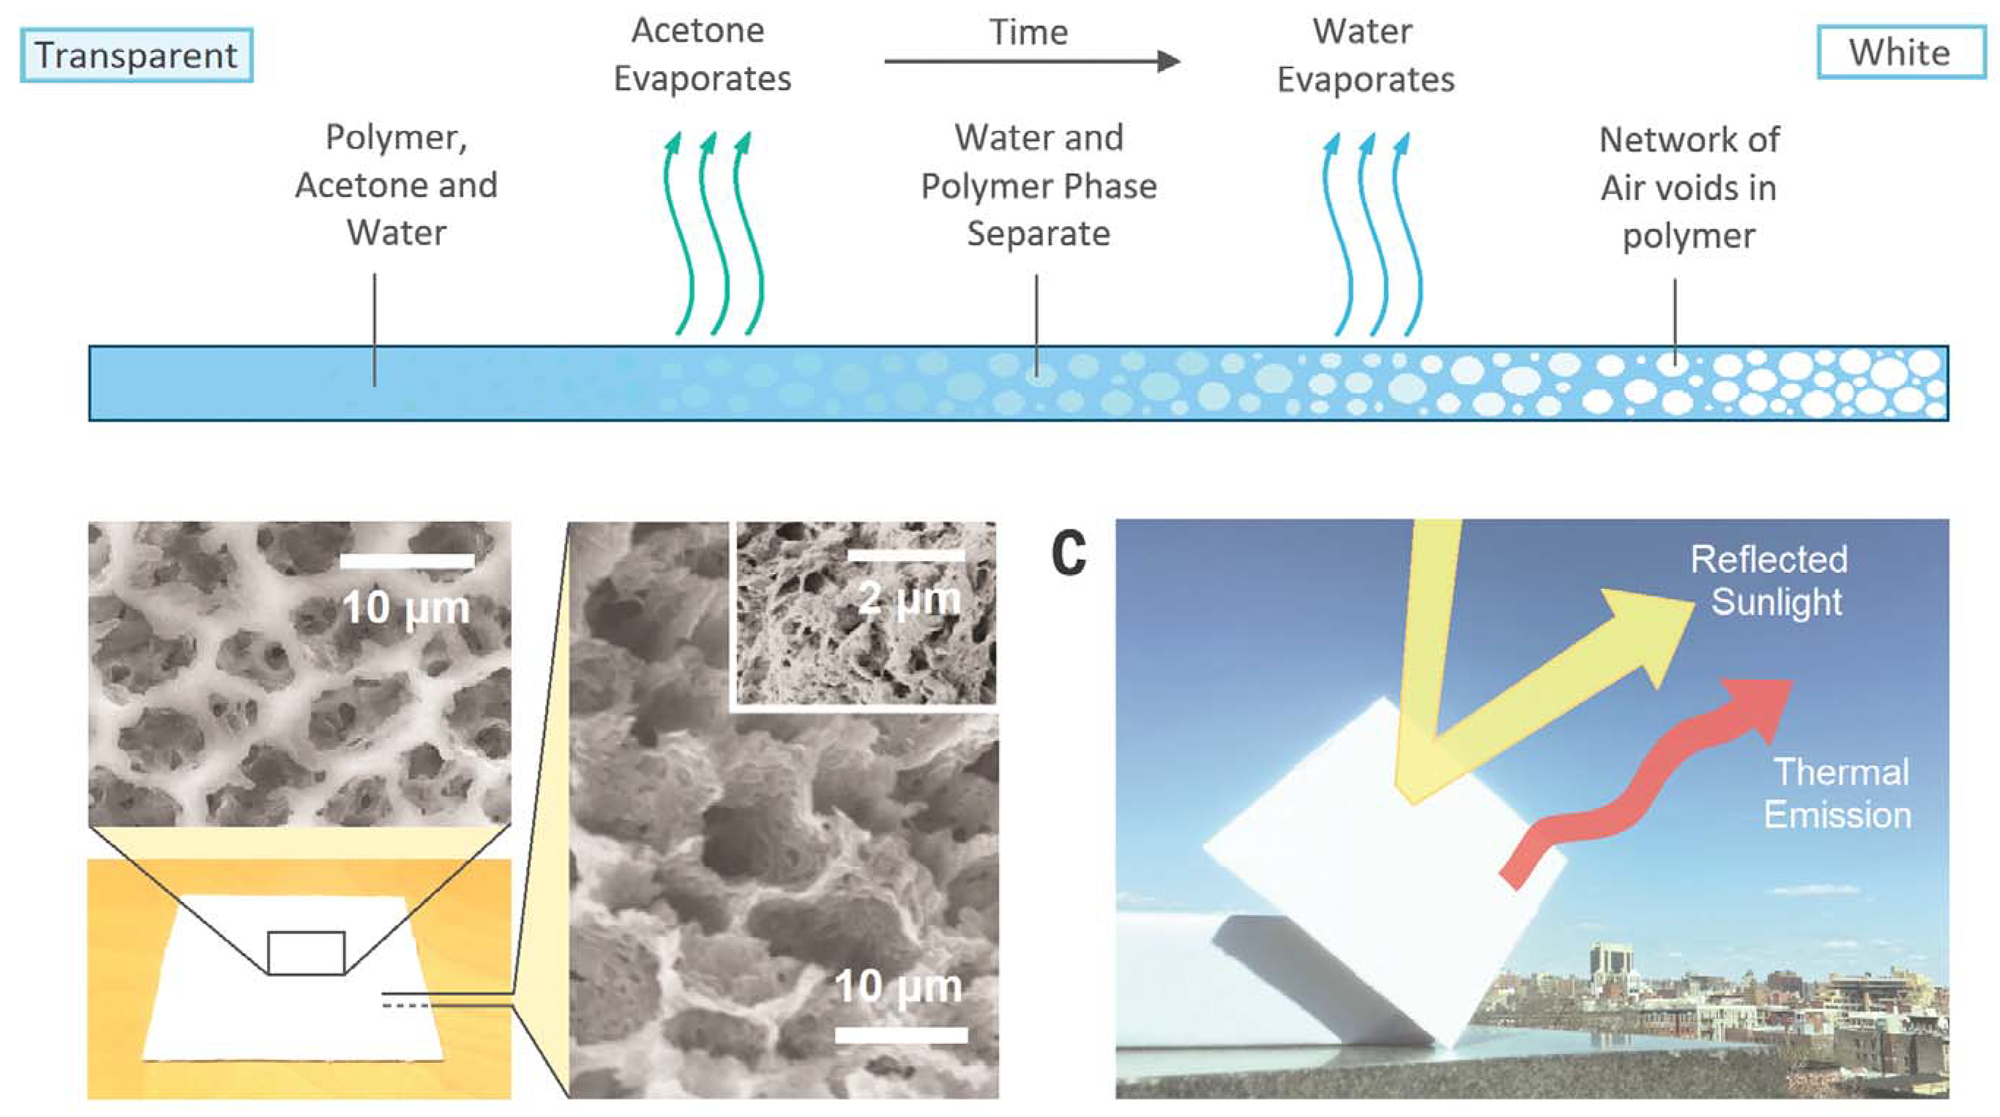 Transparent
Acetone
Evaporates
Time
Water
Evaporates
White
Polymer,
Acetone and
Water
Water and
Polymer Phase
Separate
Network of
Air voids in
polymer
10 µm
2 µm
10 µm
C
Reflected
Sunlight
Thermal
Emission